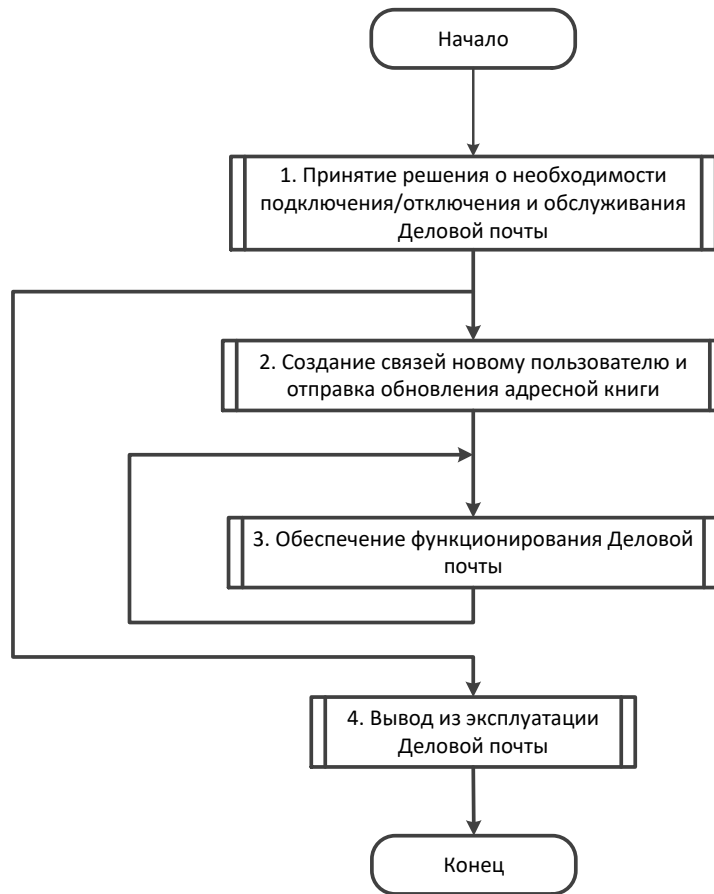 Начало
1. Принятие решения о необходимости
подключения/отключения и обслуживания
Деловой почты
2. Создание связей новому пользователю и
отправка обновления адресной книги
3. Обеспечение функционирования Деловой
почты
4. Вывод из эксплуатации
Деловой почты
Конец